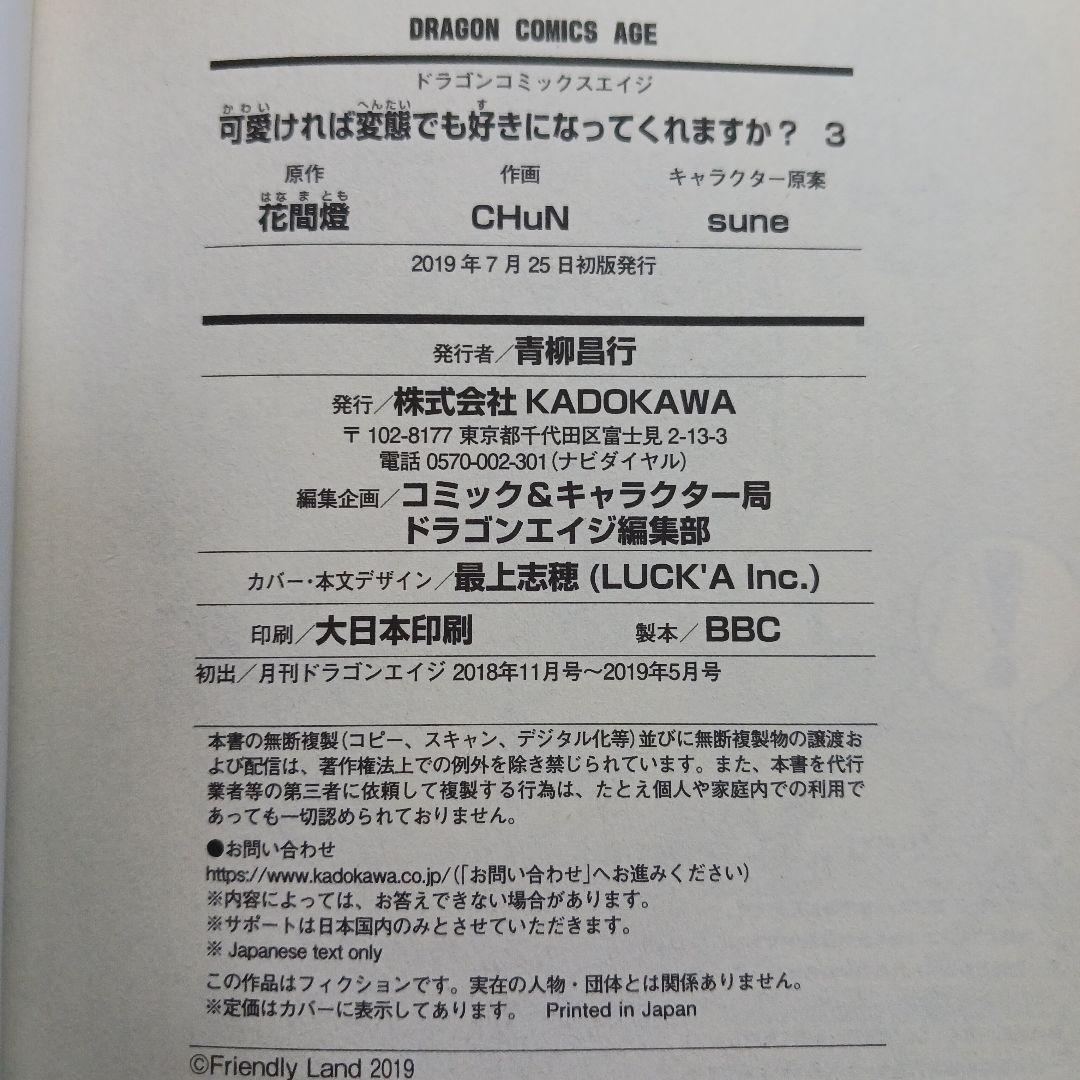 DRAGON COMICS AGE
ドラゴンコミックスエイジ
かわい へんたい す
可愛ければ変態でも好きになってくれますか? 3
原作 作画 キャラクター原案
はなまとも
花間燈 CHuN sune
2019年7月25日初版発行
発行者/青柳昌行
発行/株式会社 KADOKAWA
〒102-8177 東京都千代田区富士見 2-13-3
電話 0570-002-301(ナビダイヤル)
編集企画/コミック&キャラクター局
ドラゴンエイジ編集部
カバー・本文デザイン/最上志穂 (LUCK'A Inc.)
印刷/大日本印刷 製本/BBC
初出/月刊ドラゴンエイジ 2018年11月号~2019年5月号
本書の無断複製(コピー、スキャン、デジタル化等)並びに無断複製物の譲渡お
よび配信は、著作権法上での例外を除き禁じられています。また、本書を代行
業者等の第三者に依頼して複製する行為は、たとえ個人や家庭内での利用で
あっても一切認められておりません。
●お問い合わせ
https://www.kadokawa.co.jp/(「お問い合わせ」へお進みください)
※内容によっては、お答えできない場合があります。
※サポートは日本国内のみとさせていただきます。
※ Japanese text only
この作品はフィクションです。実在の人物・団体とは関係ありません。
※定価はカバーに表示してあります。 Printed in Japan
©Friendly Land 2019